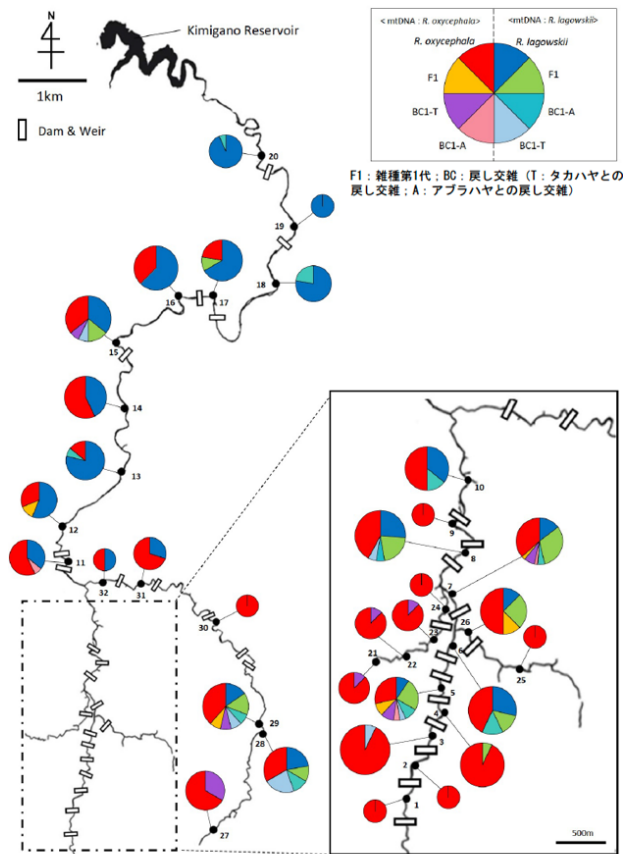 N
Kimigano Reservoir
1km
Dam & Weir
< mtDNA : R. oxycephala>
<mtDNA : R. lagowskii>
R. oxycephala
R. lagowskii
F1
F1
BC1-T
BC1-A
BC1-A
BC1-T
F1:雑種第1代;BC:戻し交雑(T:タカハヤとの
戻し交雑;A:アブラハヤとの戻し交雑)
20
19
18
17
16
15
14
13
12
11
32
31
30
29
28
27
10
9
8
7
24
26
23
6
25
21
22
5
4
3
2
1
500m